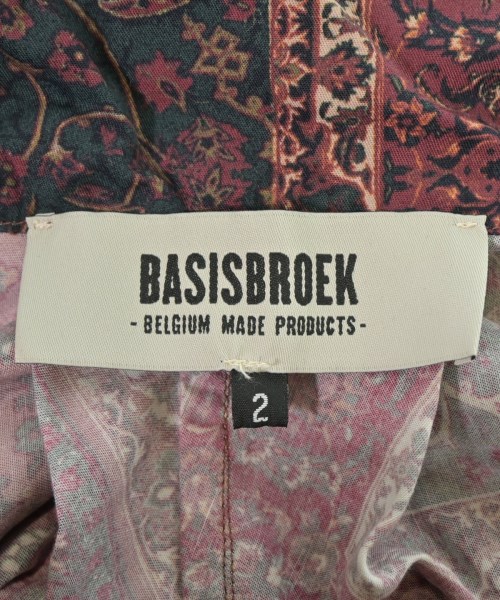 BASISBROEK
- BELGIUM MADE PRODUCTS -
2